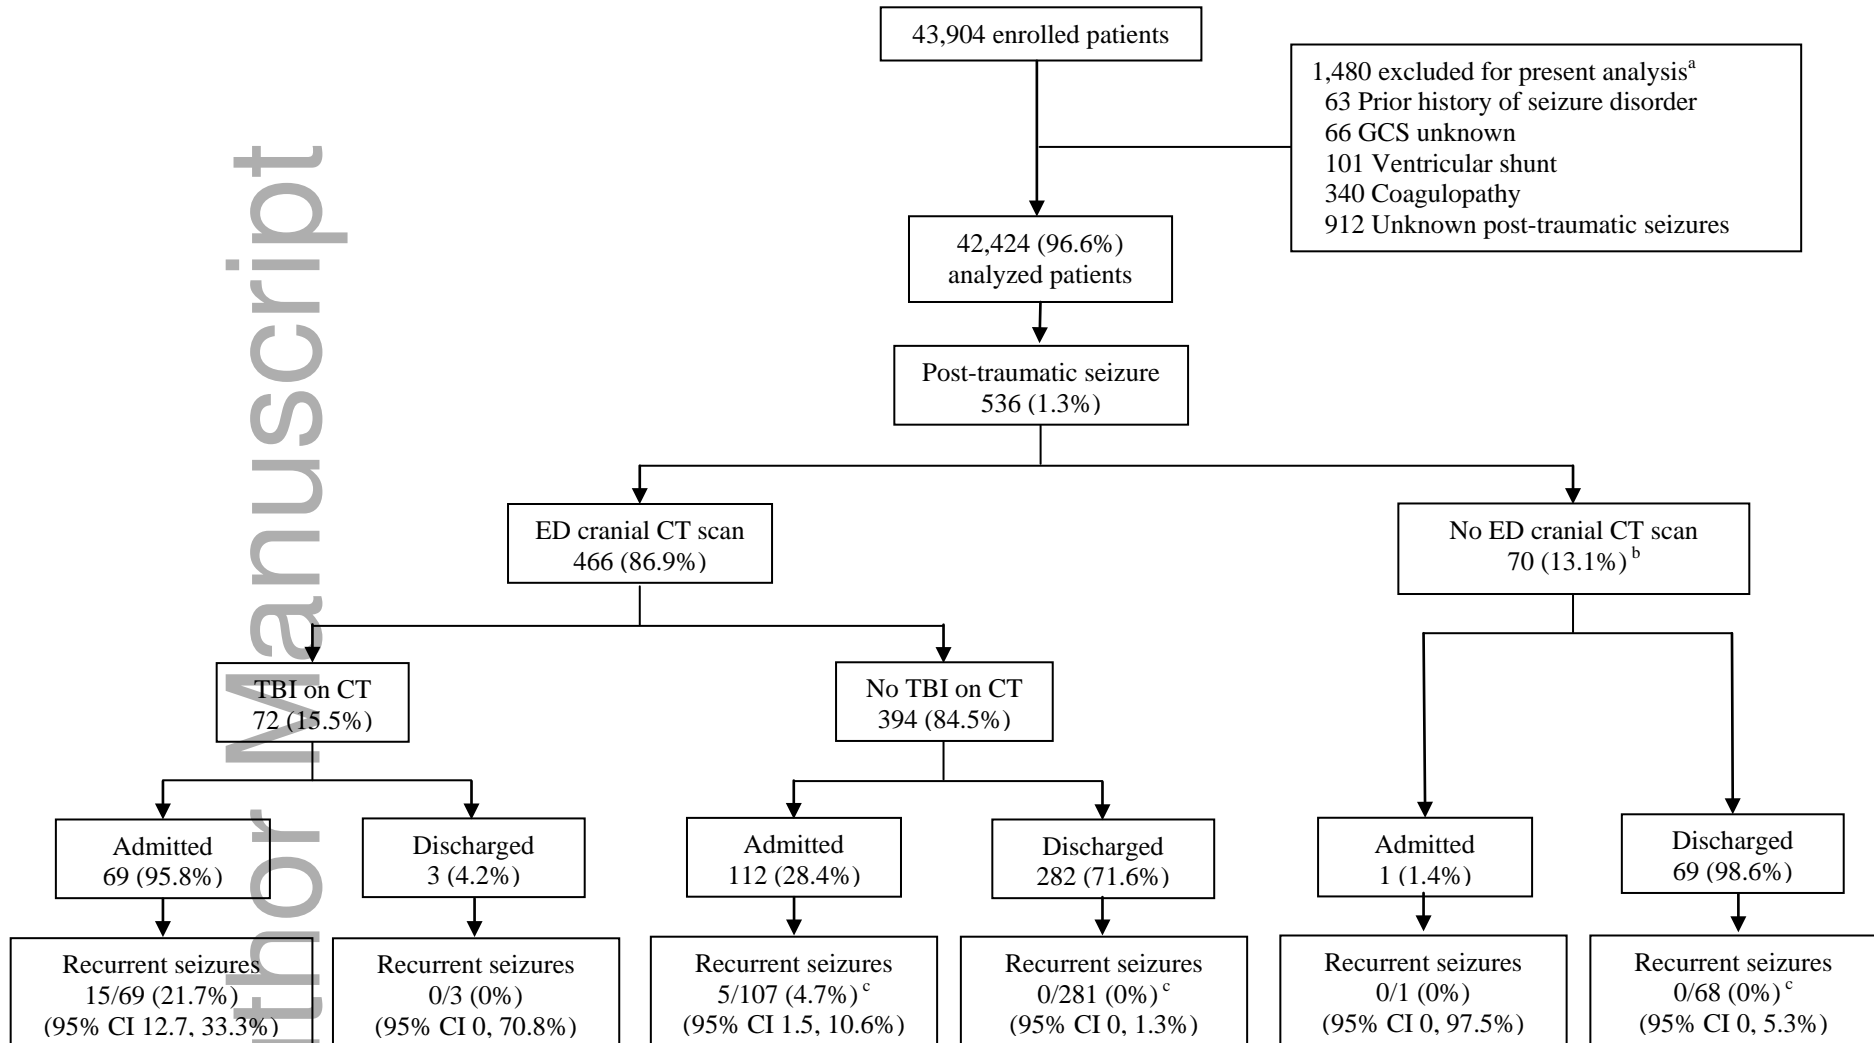 43,904 enrolled patients
1,480 excluded for present analysis^a
63 Prior history of seizure disorder
66 GCS unknown
101 Ventricular shunt
340 Coagulopathy
912 Unknown post-traumatic seizures
42,424 (96.6%)
analyzed patients
Post-traumatic seizure
536 (1.3%)
ED cranial CT scan
466 (86.9%)
No ED cranial CT scan
70 (13.1%)^b
TBI on CT
72 (15.5%)
No TBI on CT
394 (84.5%)
Admitted
69 (95.8%)
Discharged
3 (4.2%)
Admitted
112 (28.4%)
Discharged
282 (71.6%)
Admitted
1 (1.4%)
Discharged
69 (98.6%)
Recurrent seizures
15/69 (21.7%)
(95% CI 12.7, 33.3%)
Recurrent seizures
0/3 (0%)
(95% CI 0, 70.8%)
Recurrent seizures
5/107 (4.7%)^c
(95% CI 1.5, 10.6%)
Recurrent seizures
0/281 (0%)^c
(95% CI 0, 1.3%)
Recurrent seizures
0/1 (0%)
(95% CI 0, 97.5%)
Recurrent seizures
0/68 (0%)^c
(95% CI 0, 5.3%)
thor Manuscript